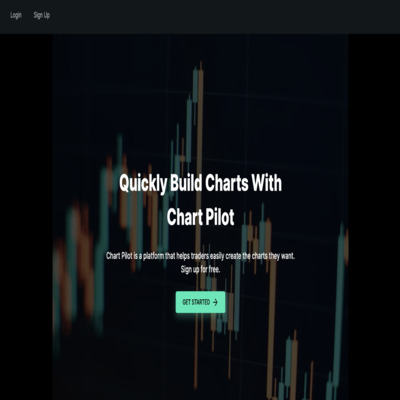 Login Sign Up
Quickly Build Charts With
Chart Pilot
Chart Pilot is a platform that helps traders easily create the charts they want.
Sign up for free.
GET STARTED →